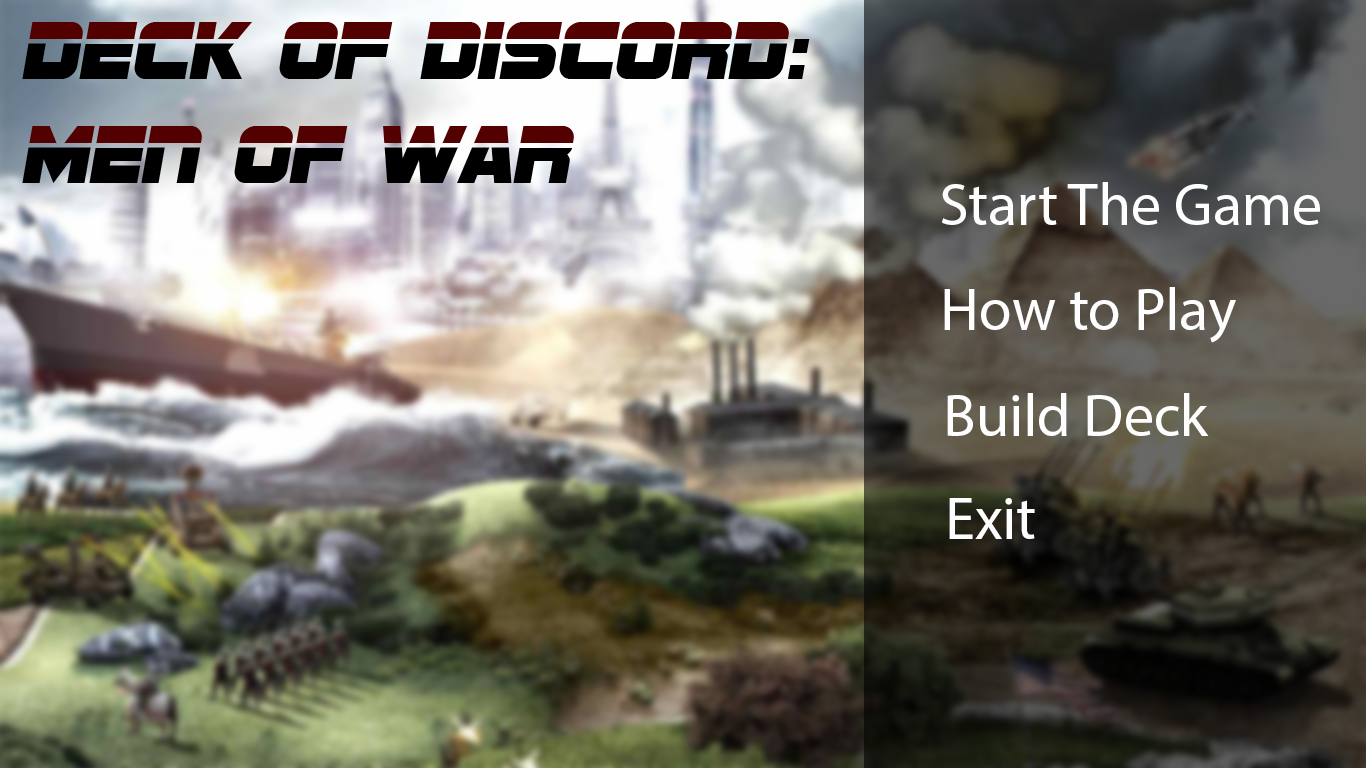 DECK OF DISCORD:
MEN OF WAR
Start The Game
How to Play
Build Deck
Exit